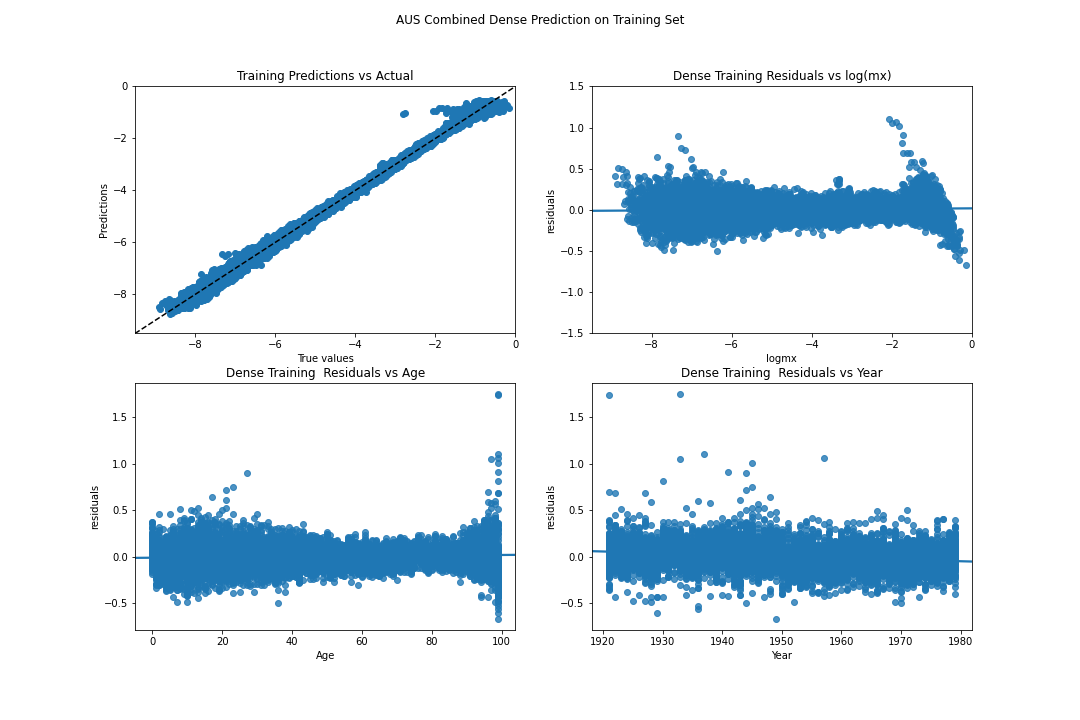 AUS Combined Dense Prediction on Training Set
Training Predictions vs Actual
0
−2
−4
−6
−8
Predictions
−8 −6 −4 −2 0
True values
Dense Training Residuals vs log(mx)
1.5
1.0
0.5
0.0
−0.5
−1.0
−1.5
residuals
−8 −6 −4 −2 0
logmx
Dense Training  Residuals vs Age
1.5
1.0
0.5
0.0
−0.5
residuals
0 20 40 60 80 100
Age
Dense Training  Residuals vs Year
1.5
1.0
0.5
0.0
−0.5
residuals
1920 1930 1940 1950 1960 1970 1980
Year